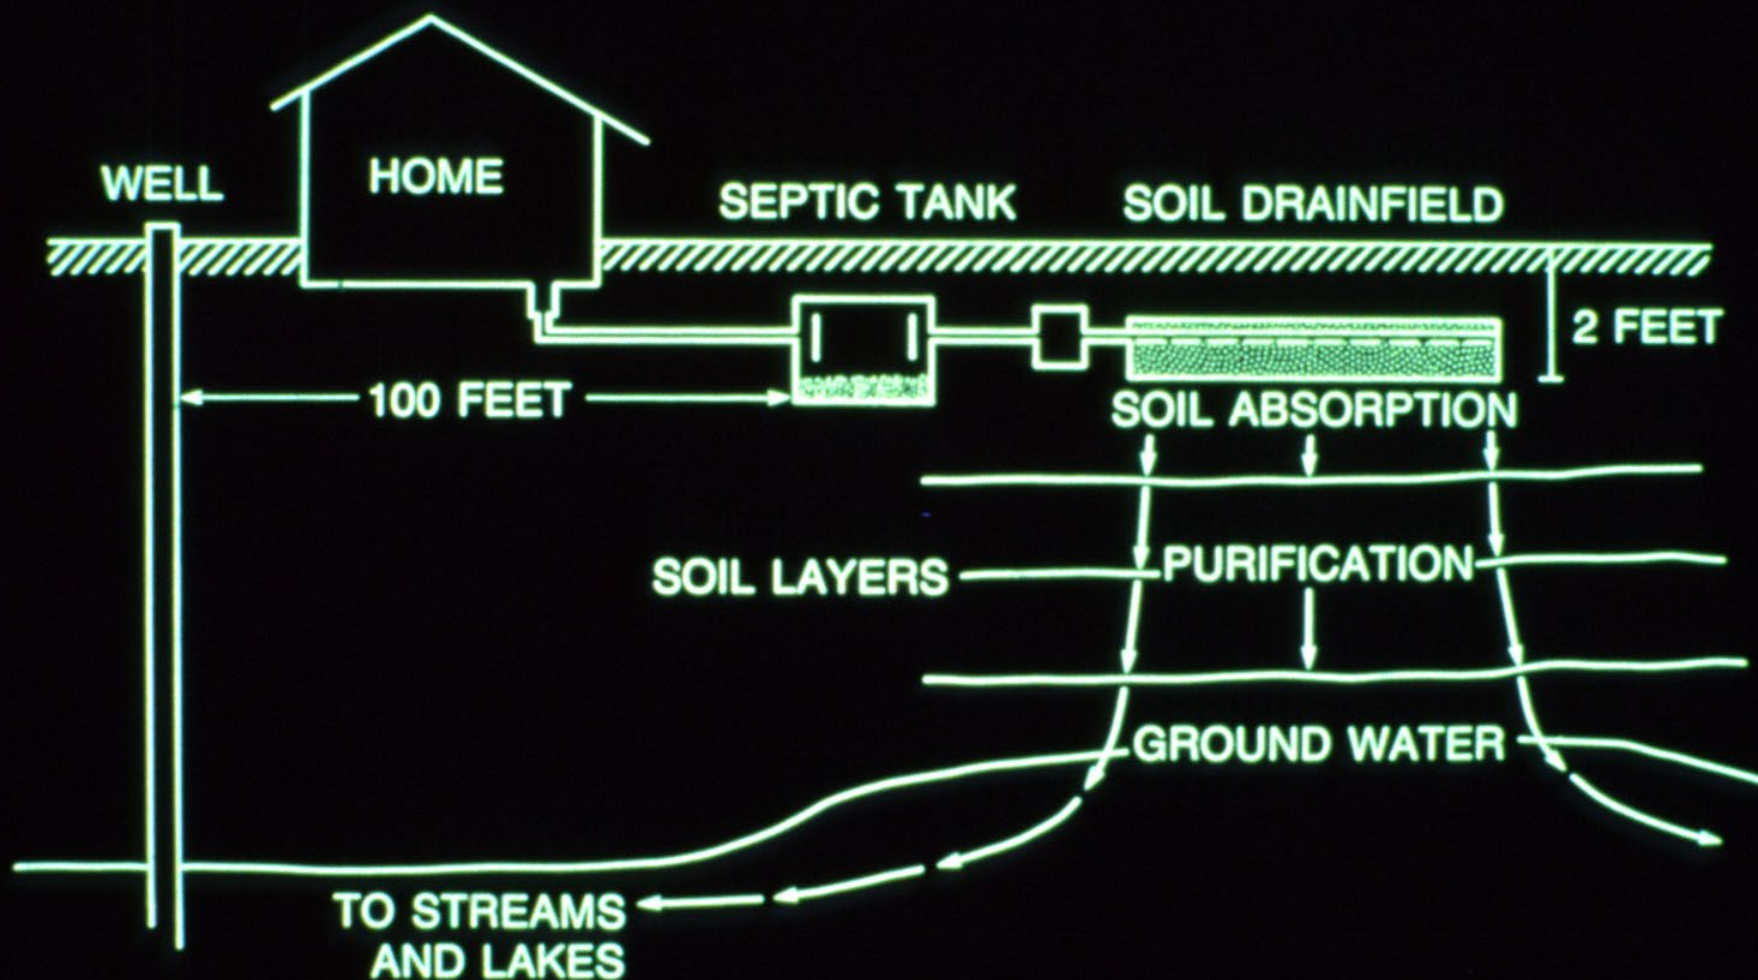 WELL
HOME
SEPTIC TANK
SOIL DRAINFIELD
2 FEET
100 FEET
SOIL ABSORPTION
SOIL LAYERS
PURIFICATION
GROUND WATER
TO STREAMS
AND LAKES